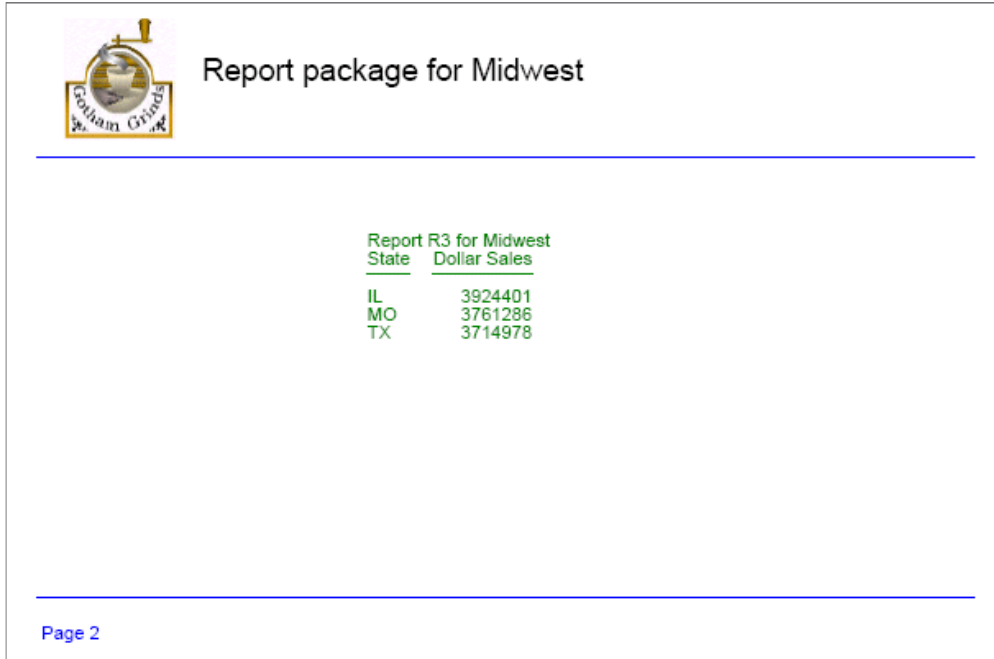 Gotham Grinds
Report package for Midwest
Report R3 for Midwest
State Dollar Sales
IL 3924401
MO 3761286
TX 3714978
Page 2